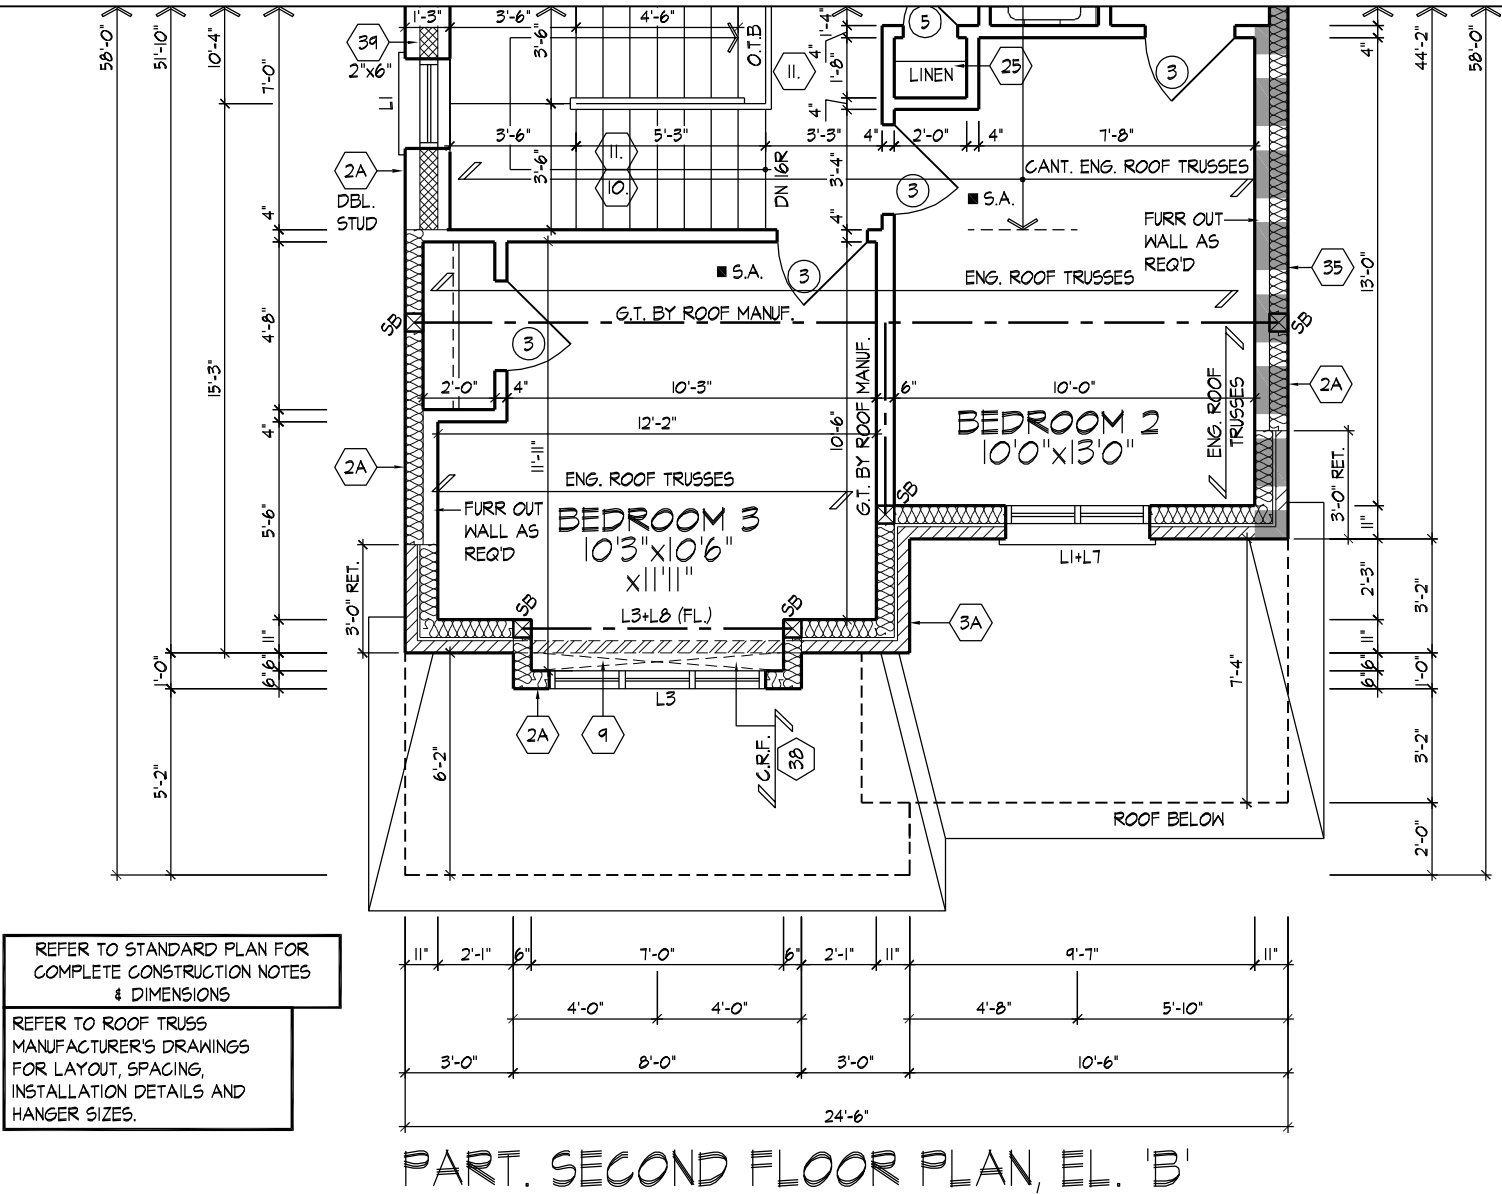 1'-3"
3'-6"
4'-6"
58'-0"
51'-10"
10'-4"
7'-0"
39
2"x6"
L1
3'-6"
O.T.B
11.
1'-4"
4"
1'-8"
4"
5
LINEN
25
3
4"
44'-2"
58'-0"
3'-6"
5'-3"
3'-3"
4"
2'-0"
4"
7'-8"
2A
DBL.
STUD
11.
10.
3'-6"
DN 16R
3'-4"
3
CANT. ENG. ROOF TRUSSES
S.A.
FURR OUT
WALL AS
REQ'D
4"
4"
S.A.
3
ENG. ROOF TRUSSES
35
13'-0"
SB
G.T. BY ROOF MANUF.
SB
4'-8"
3
15'-3"
2'-0"
4"
10'-3"
G.T. BY ROOF MANUF.
6"
10'-0"
ENG. ROOF
TRUSSES
2A
4"
12'-2"
10'-6"
BEDROOM 2
10'0"x13'0"
11'-11"
2A
ENG. ROOF TRUSSES
3'-0" RET.
5'-6"
FURR OUT
WALL AS
REQ'D
BEDROOM 3
10'3"x10'6"
x11'11"
SB
11"
L1+L7
3'-0" RET.
SB
L3+L8 (FL.)
SB
3A
2'-3"
3'-2"
11"
11"
1'-0"
6"
6"
7'-4"
6"
6"
1'-0"
L3
2A
9
C.R.F.
38
6'-2"
5'-2"
3'-2"
ROOF BELOW
2'-0"
REFER TO STANDARD PLAN FOR
COMPLETE CONSTRUCTION NOTES
& DIMENSIONS
REFER TO ROOF TRUSS
MANUFACTURER'S DRAWINGS
FOR LAYOUT, SPACING,
INSTALLATION DETAILS AND
HANGER SIZES.
11"
2'-1"
6"
7'-0"
6"
2'-1"
11"
9'-7"
11"
4'-0"
4'-0"
4'-8"
5'-10"
3'-0"
8'-0"
3'-0"
10'-6"
24'-6"
PART. SECOND FLOOR PLAN, EL. 'B'